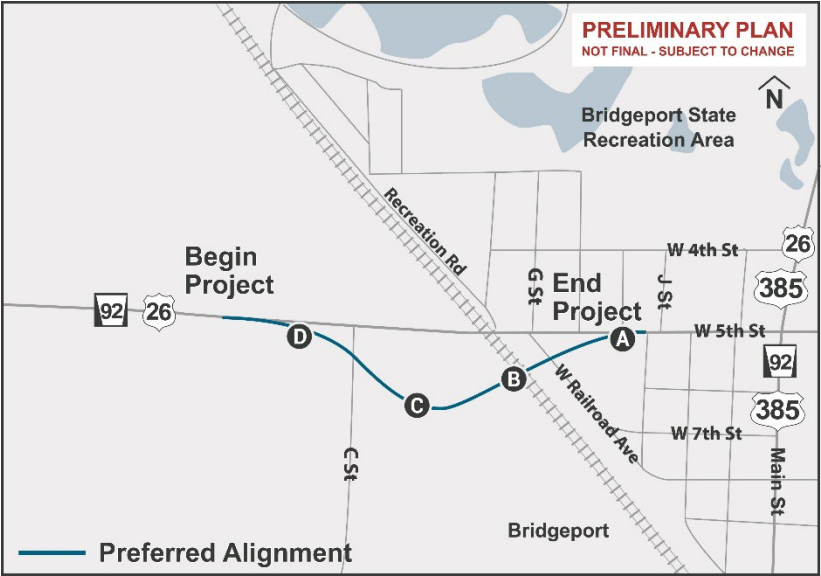 PRELIMINARY PLAN
NOT FINAL - SUBJECT TO CHANGE
N
Bridgeport State
Recreation Area
Recreation Rd
W 4th St
26
385
Begin
Project
G St
End
Project
J St
92
26
D
A
W 5th St
92
B
385
C
W Railroad Ave
W 7th St
C St
Main St
Bridgeport
Preferred Alignment